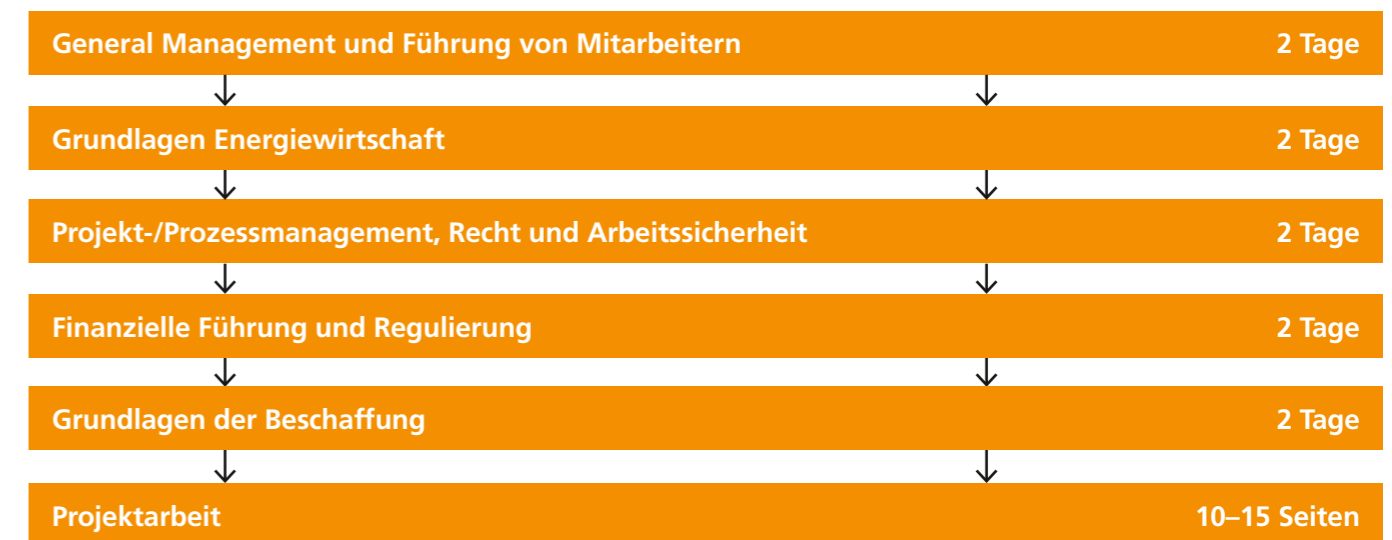 General Management und Führung von Mitarbeitern 2 Tage
Grundlagen Energiewirtschaft 2 Tage
Projekt-/Prozessmanagement, Recht und Arbeitssicherheit 2 Tage
Finanzielle Führung und Regulierung 2 Tage
Grundlagen der Beschaffung 2 Tage
Projektarbeit 10–15 Seiten